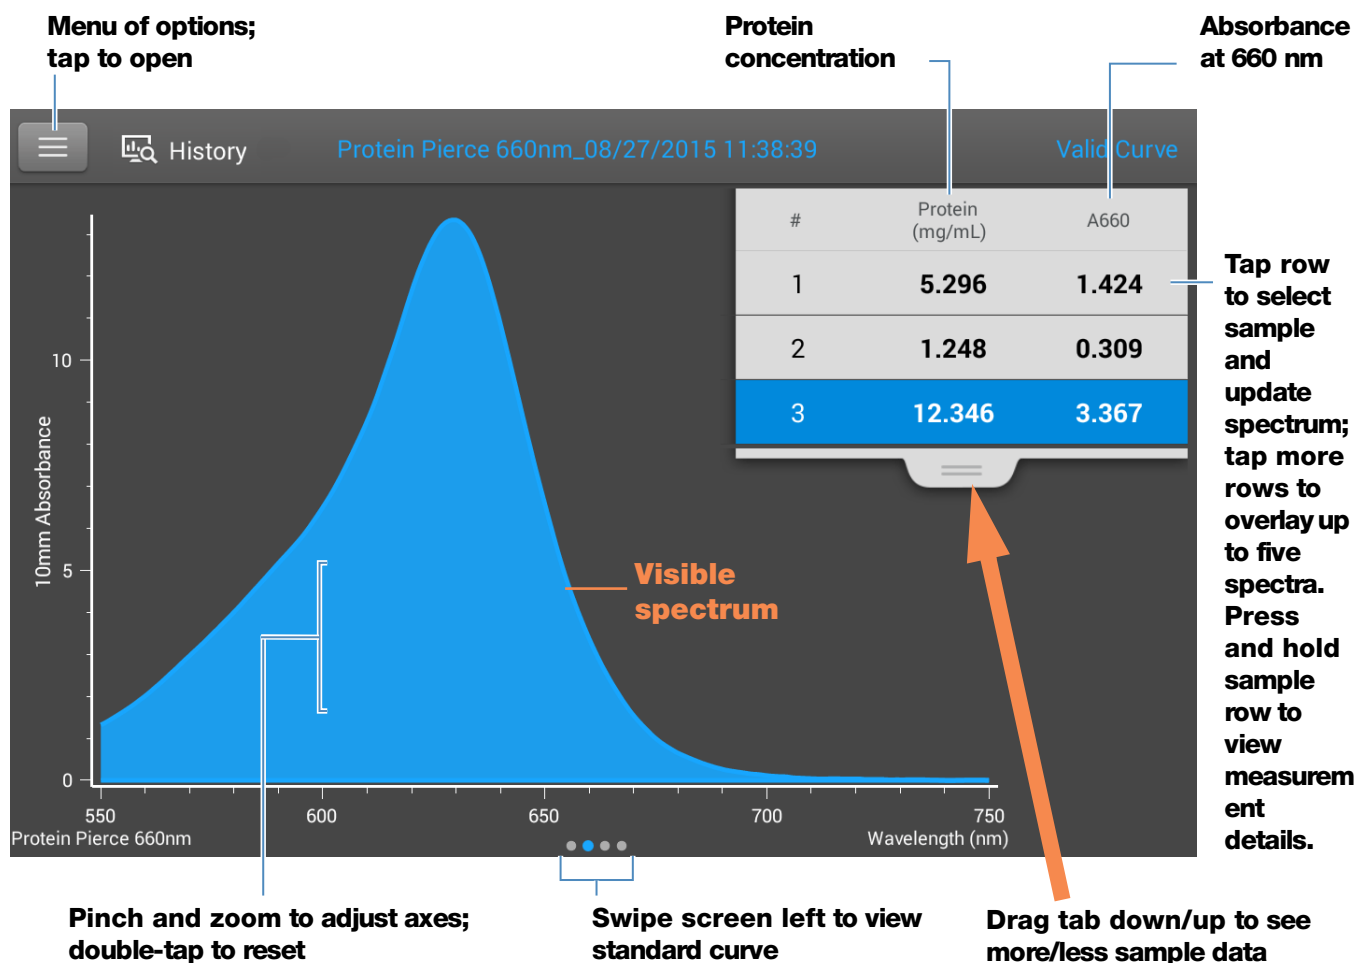 Menu of options;
tap to open
Protein
concentration
Absorbance
at 660 nm
History
Protein Pierce 660nm_08/27/2015 11:38:39
Valid Curve
# Protein (mg/mL) A660
1 5.296 1.424
2 1.248 0.309
3 12.346 3.367
Tap row
to select
sample
and
update
spectrum;
tap more
rows to
overlay up
to five
spectra.
Press
and hold
sample
row to
view
measurem
ent
details.
10mm Absorbance
10
5
0
Visible
spectrum
550 600 650 700 750
Protein Pierce 660nm
Wavelength (nm)
Pinch and zoom to adjust axes;
double-tap to reset
Swipe screen left to view
standard curve
Drag tab down/up to see
more/less sample data